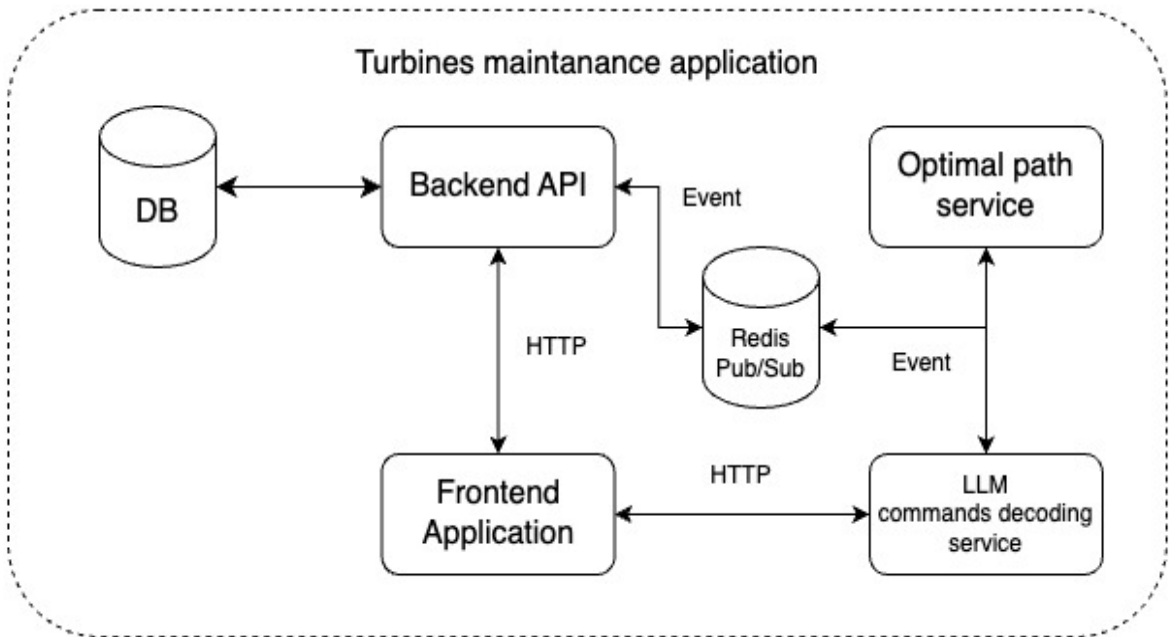 Turbines maintanance application
DB
Backend API
Event
Optimal path
service
Redis
Pub/Sub
HTTP
Event
Frontend
Application
HTTP
LLM
commands decoding
service